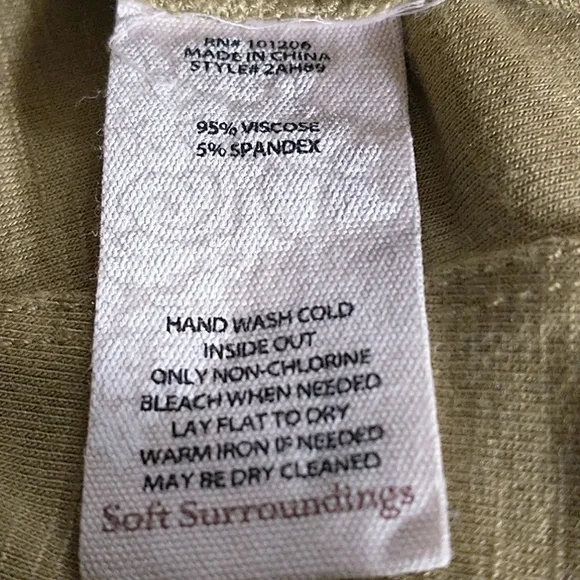 RN# 101206
MADE IN CHINA
STYLE# 2AH89
95% VISCOSE
5% SPANDEX
HAND WASH COLD
INSIDE OUT
ONLY NON-CHLORINE
BLEACH WHEN NEEDED
LAY FLAT TO DRY
WARM IRON IF NEEDED
MAY BE DRY CLEANED
Soft Surroundings